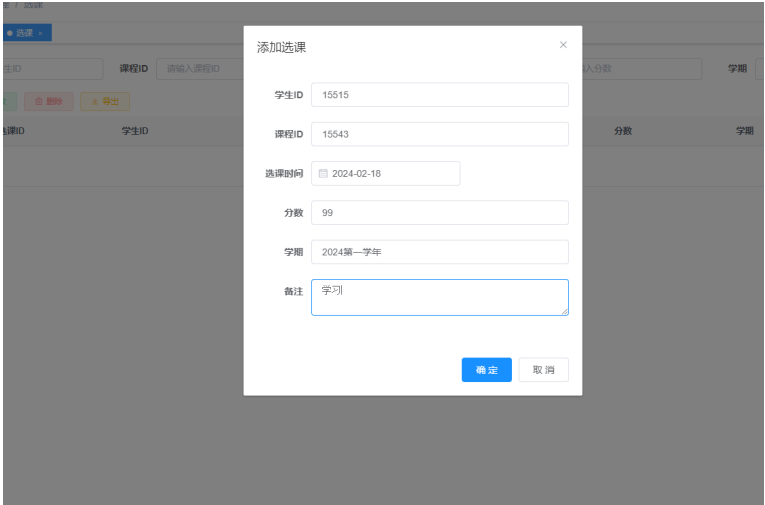 / 选课
选课 ×
课程ID 请输入课程ID
入分数
学期
删除
导出
选课ID 学生ID 分数 学期
添加选课
学生ID 15515
课程ID 15543
选课时间 2024-02-18
分数 99
学期 2024第一学年
备注 学习
确 定 取 消